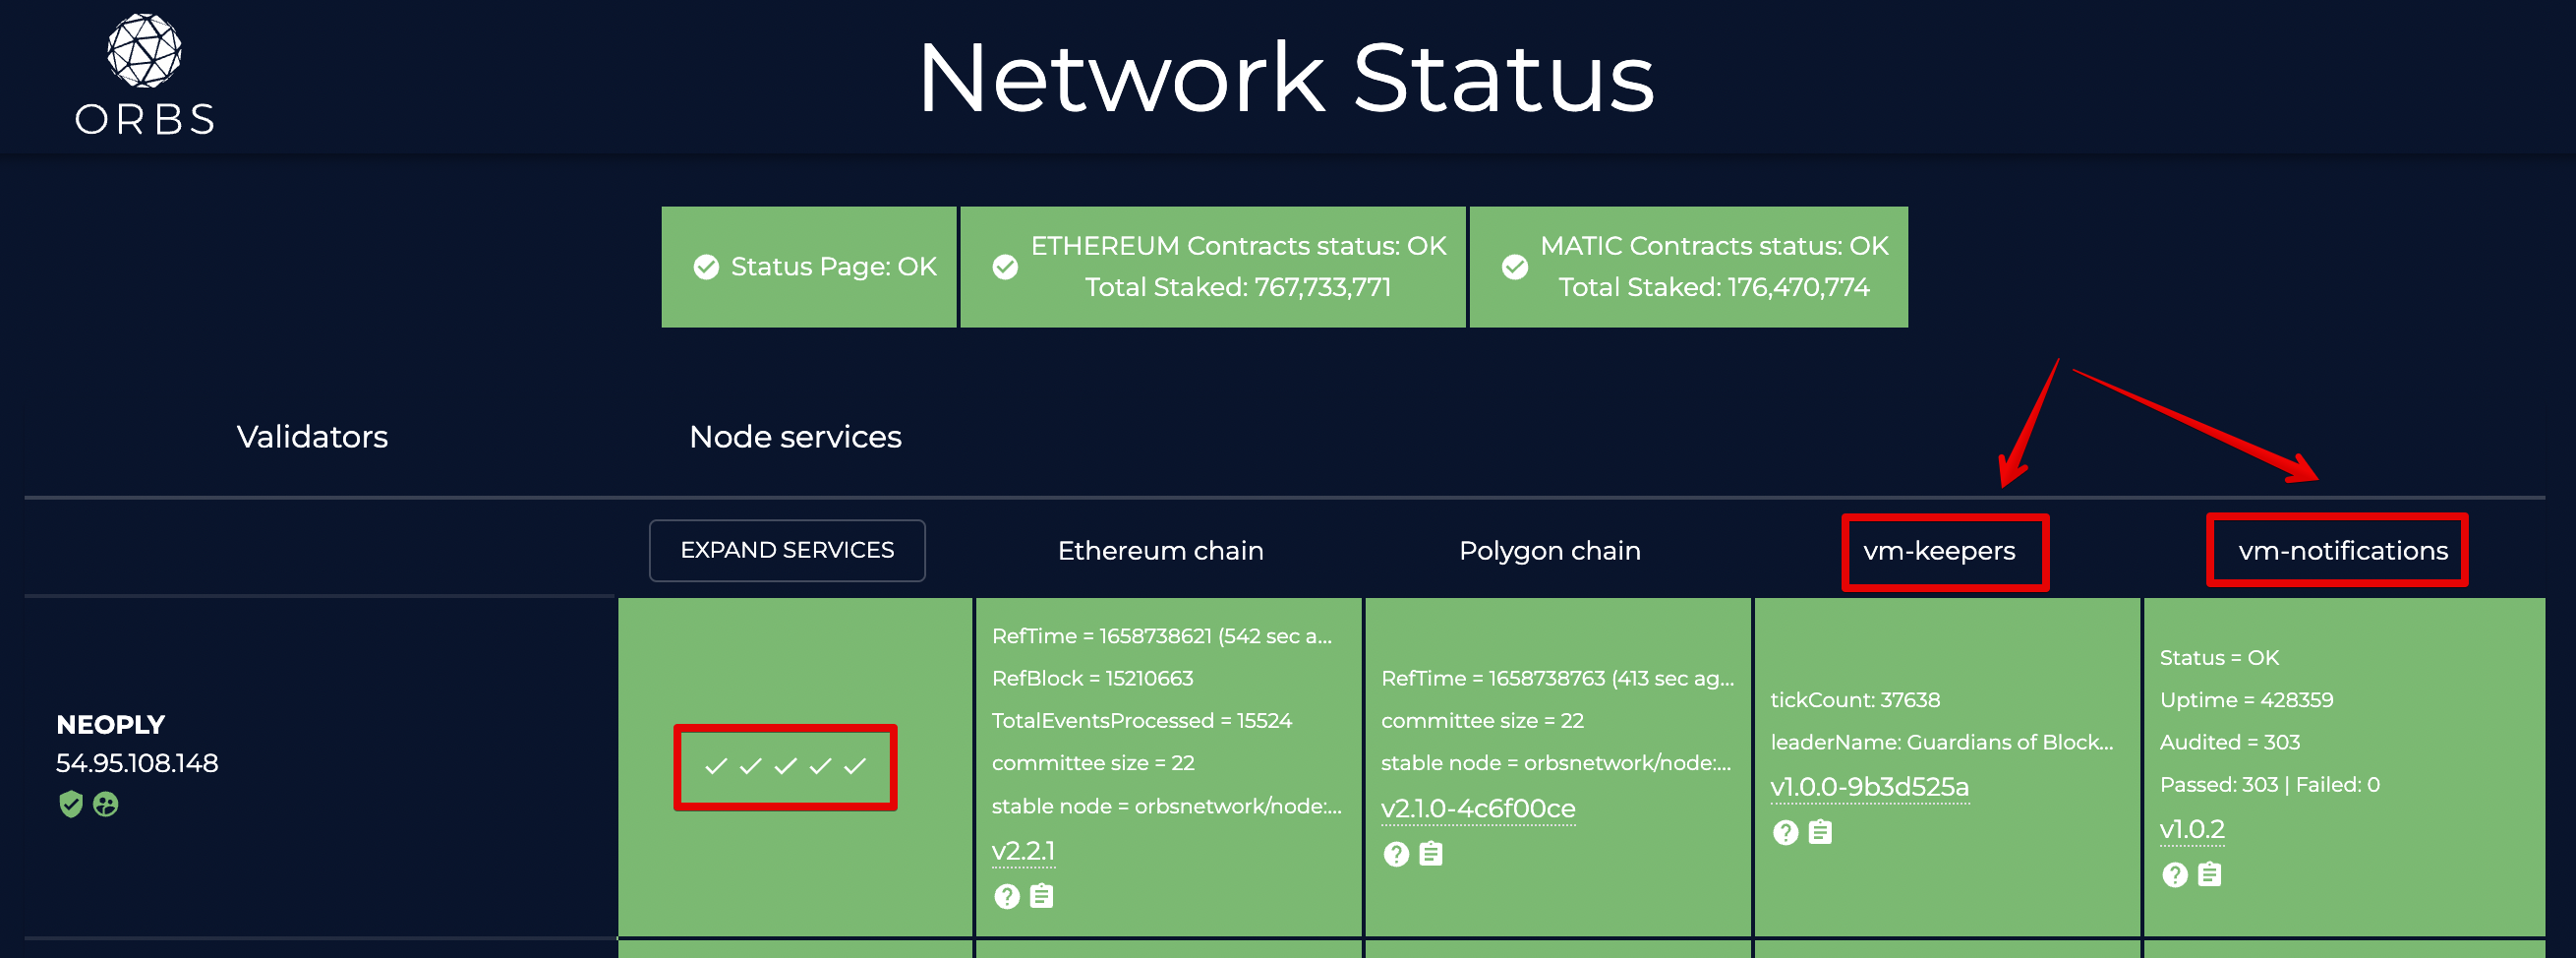 ORBS
Network Status
Status Page: OK
ETHEREUM Contracts status: OK
Total Staked: 767,733,771
MATIC Contracts status: OK
Total Staked: 176,470,774
Validators
Node services
EXPAND SERVICES
Ethereum chain
Polygon chain
vm-keepers
vm-notifications
NEOPLY
54.95.108.148
RefTime = 1658738621 (542 sec a...
RefBlock = 15210663
TotalEventsProcessed = 15524
committee size = 22
stable node = orbsnetwork/node:...
v2.2.1
RefTime = 1658738763 (413 sec ag...
committee size = 22
stable node = orbsnetwork/node:...
v2.1.0-4c6f00ce
tickCount: 37638
leaderName: Guardians of Block...
v1.0.0-9b3d525a
Status = OK
Uptime = 428359
Audited = 303
Passed: 303 | Failed: 0
v1.0.2